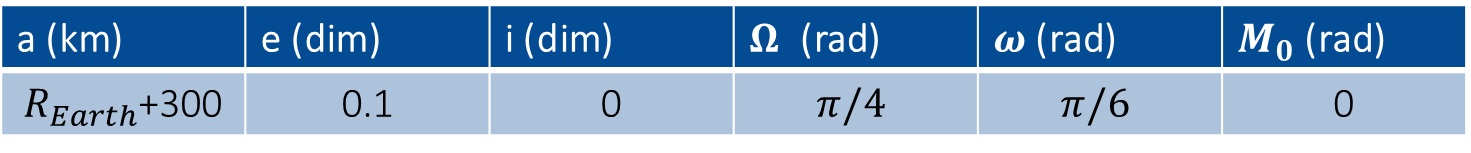 a (km) e (dim) i (dim) Ω (rad) ω (rad) M₀ (rad)
R_Earth+300 0.1 0 π/4 π/6 0